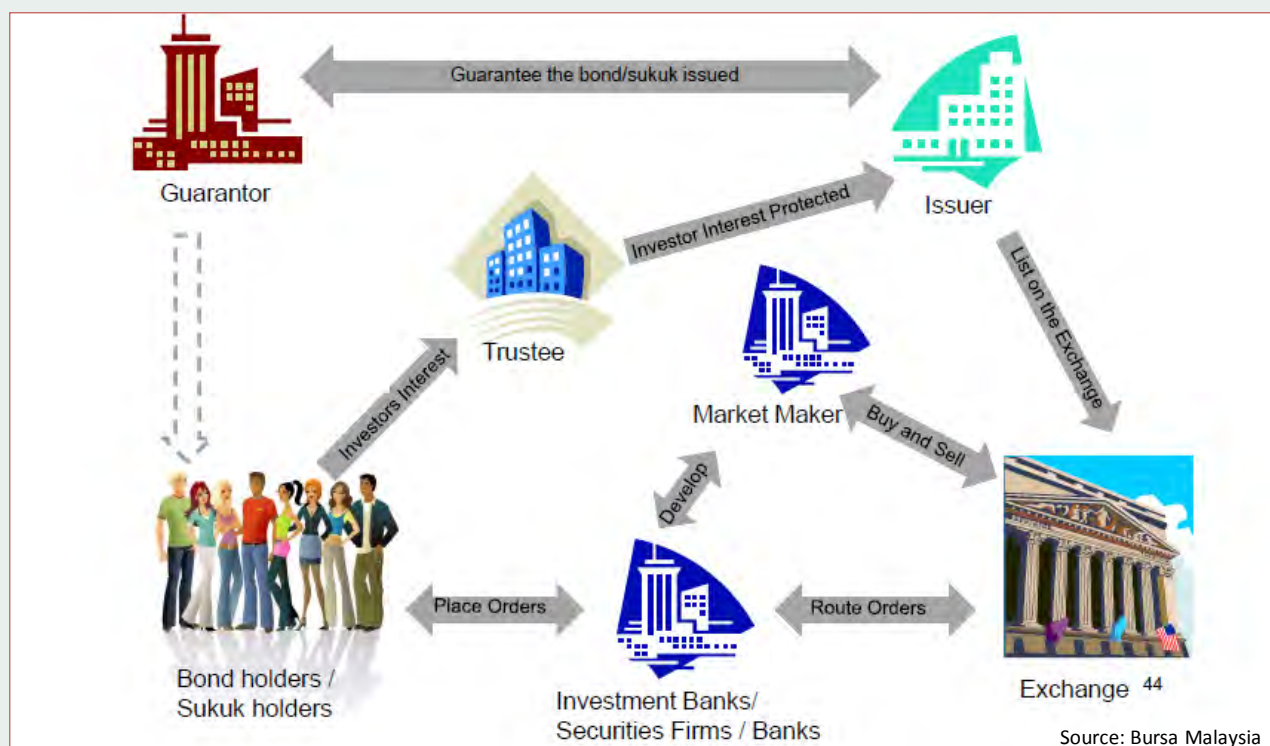 Guarantee the bond/sukuk issued
Guarantor
Issuer
Investor Interest Protected
Trustee
List on the Exchange
Investors Interest
Market Maker
Buy and Sell
Develop
Place Orders
Route Orders
Bond holders /
Sukuk holders
Investment Banks/
Securities Firms / Banks
Exchange 44
Source: Bursa Malaysia